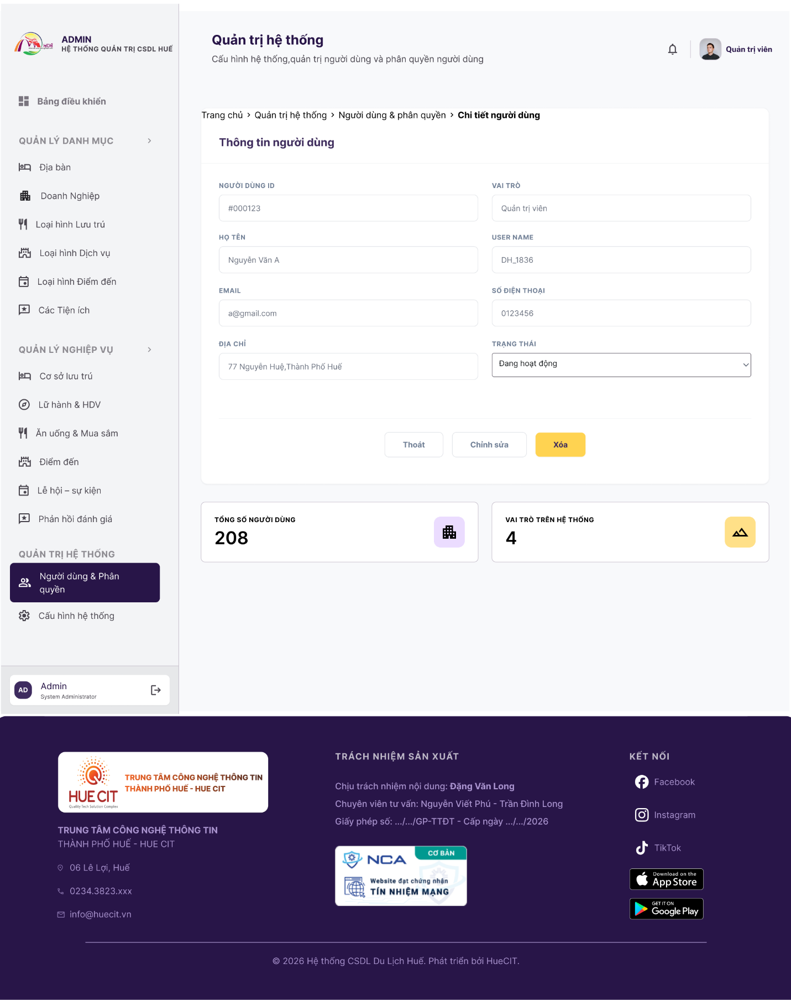 ADMIN
HỆ THỐNG QUẢN TRỊ CSDL HUẾ
Bảng điều khiển
QUẢN LÝ DANH MỤC
Địa bàn
Doanh Nghiệp
Loại hình Lưu trú
Loại hình Dịch vụ
Loại hình Điểm đến
Các Tiện ích
QUẢN LÝ NGHIỆP VỤ
Cơ sở lưu trú
Lữ hành & HDV
Ăn uống & Mua sắm
Điểm đến
Lễ hội – sự kiện
Phản hồi đánh giá
QUẢN TRỊ HỆ THỐNG
Người dùng & Phân
quyền
Cấu hình hệ thống
AD
Admin
System Administrator
Quản trị hệ thống
Cấu hình hệ thống,quản trị người dùng và phân quyền người dùng
Quản trị viên
Trang chủ > Quản trị hệ thống > Người dùng & phân quyền > Chi tiết người dùng
Thông tin người dùng
NGƯỜI DÙNG ID
#000123
VAI TRÒ
Quản trị viên
HỌ TÊN
Nguyễn Văn A
USER NAME
DH_1836
EMAIL
a@gmail.com
SỐ ĐIỆN THOẠI
0123456
ĐỊA CHỈ
77 Nguyễn Huệ,Thành Phố Huế
TRẠNG THÁI
Đang hoạt động
Thoát
Chỉnh sửa
Xóa
TỔNG SỐ NGƯỜI DÙNG
208
VAI TRÒ TRÊN HỆ THỐNG
4
HUE CIT
Quality Tech Solution Complex
TRUNG TÂM CÔNG NGHỆ THÔNG TIN
THÀNH PHỐ HUẾ - HUE CIT
TRUNG TÂM CÔNG NGHỆ THÔNG TIN
THÀNH PHỐ HUẾ - HUE CIT
06 Lê Lợi, Huế
0234.3823.xxx
info@huecit.vn
TRÁCH NHIỆM SẢN XUẤT
Chịu trách nhiệm nội dung: Đặng Văn Long
Chuyên viên tư vấn: Nguyễn Viết Phú - Trần Đình Long
Giấy phép số: .../.../GP-TTĐT - Cấp ngày .../.../2026
NCA
CƠ BẢN
Website đạt chứng nhận
TÍN NHIỆM MẠNG
KẾT NỐI
Facebook
Instagram
TikTok
Download on the
App Store
GET IT ON
Google Play
© 2026 Hệ thống CSDL Du Lịch Huế. Phát triển bởi HueCIT.